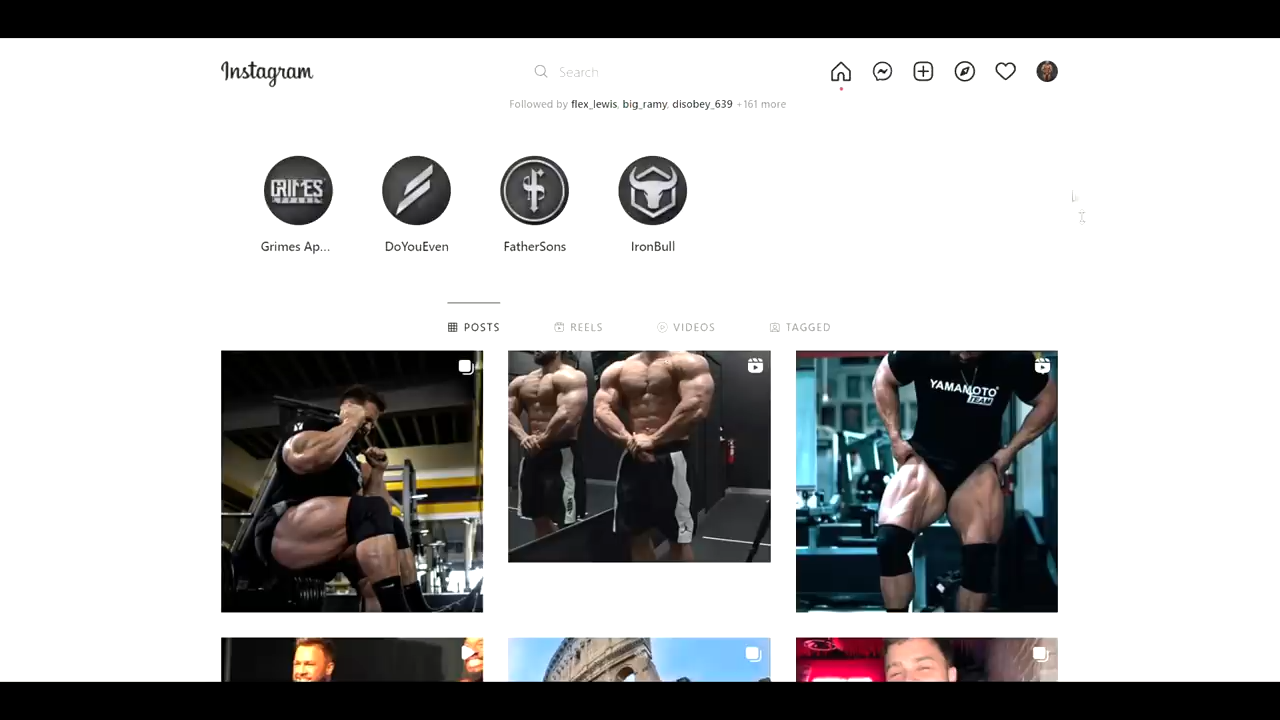 Instagram
Search
Followed by flex_lewis, big_ramy, disobey_639 +161 more
GRIMES
Grimes Ap...
DoYouEven
FatherSons
IronBull
POSTS
REELS
VIDEOS
TAGGED
YAMAMOTO
TEAM